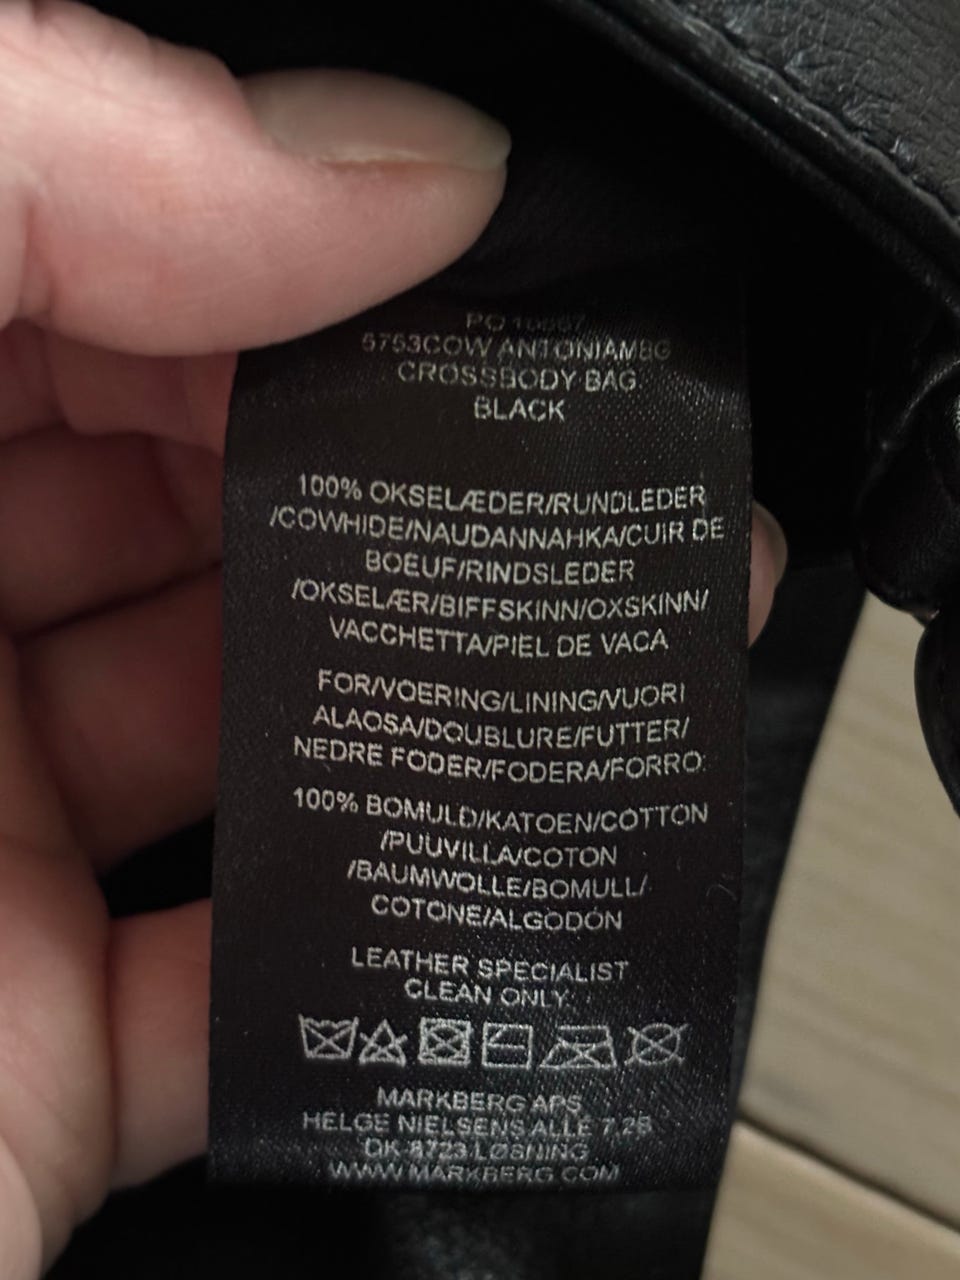 PO 10667
5753COW ANTONIAMBG
CROSSBODY BAG
BLACK
100% OKSELÆDER/RUNDLEDER
/COWHIDE/NAUDANNAHKA/CUIR DE
BOEUF/RINDSLEDER
/OKSELÆR/BIFFSKINN/OXSKINN/
VACCHETTA/PIEL DE VACA
FOR/VOERING/LINING/VUORI
ALAOSA/DOUBLURE/FUTTER/
NEDRE FODER/FODERA/FORRO:
100% BOMULD/KATOEN/COTTON
/PUUVILLA/COTON
/BAUMWOLLE/BOMULL/
COTONE/ALGODÓN
LEATHER SPECIALIST
CLEAN ONLY.
MARKBERG APS
HELGE NIELSENS ALLE 7,2B
DK-8723 LØSNING
WWW.MARKBERG.COM